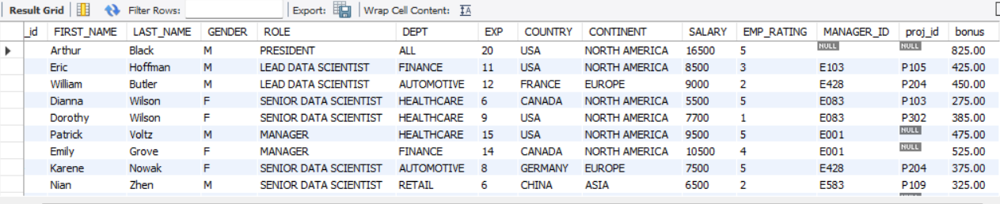 Result Grid Filter Rows: Export: Wrap Cell Content: IA
_id FIRST_NAME LAST_NAME GENDER ROLE DEPT EXP COUNTRY CONTINENT SALARY EMP_RATING MANAGER_ID proj_id bonus
Arthur Black M PRESIDENT ALL 20 USA NORTH AMERICA 16500 5 NULL NULL 825.00
Eric Hoffman M LEAD DATA SCIENTIST FINANCE 11 USA NORTH AMERICA 8500 3 E103 P105 425.00
William Butler M LEAD DATA SCIENTIST AUTOMOTIVE 12 FRANCE EUROPE 9000 2 E428 P204 450.00
Dianna Wilson F SENIOR DATA SCIENTIST HEALTHCARE 6 CANADA NORTH AMERICA 5500 5 E083 P103 275.00
Dorothy Wilson F SENIOR DATA SCIENTIST HEALTHCARE 9 USA NORTH AMERICA 7700 1 E083 P302 385.00
Patrick Voltz M MANAGER HEALTHCARE 15 USA NORTH AMERICA 9500 5 E001 NULL 475.00
Emily Grove F MANAGER FINANCE 14 CANADA NORTH AMERICA 10500 4 E001 NULL 525.00
Karene Nowak F SENIOR DATA SCIENTIST AUTOMOTIVE 8 GERMANY EUROPE 7500 5 E428 P204 375.00
Nian Zhen M SENIOR DATA SCIENTIST RETAIL 6 CHINA ASIA 6500 2 E583 P109 325.00